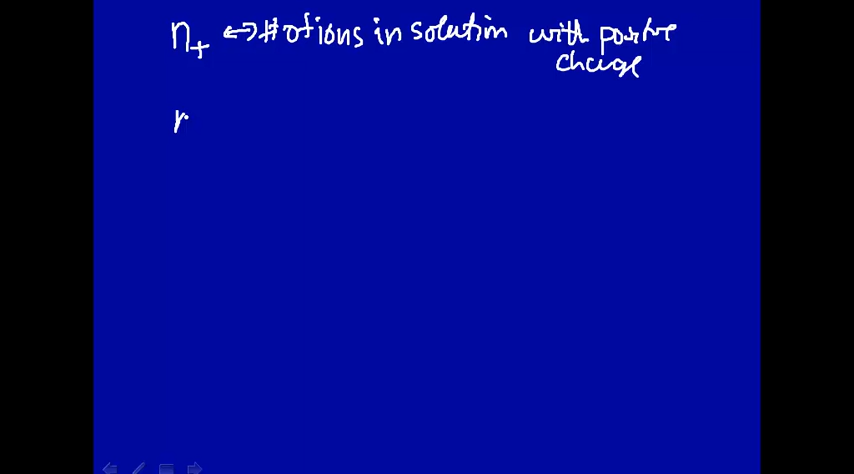 n+ ↔ # of ions in solution with positive
charge